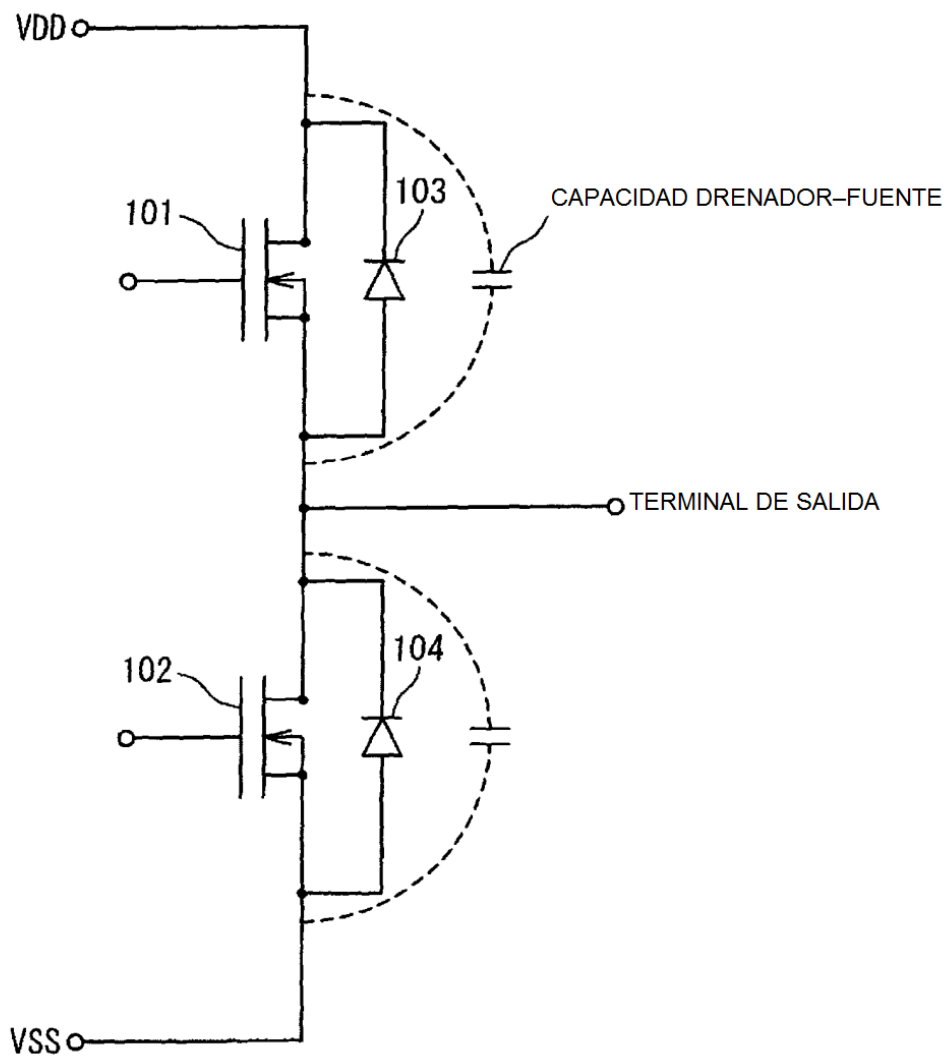 VDD
103
CAPACIDAD DRENADOR–FUENTE
101
TERMINAL DE SALIDA
104
102
VSS